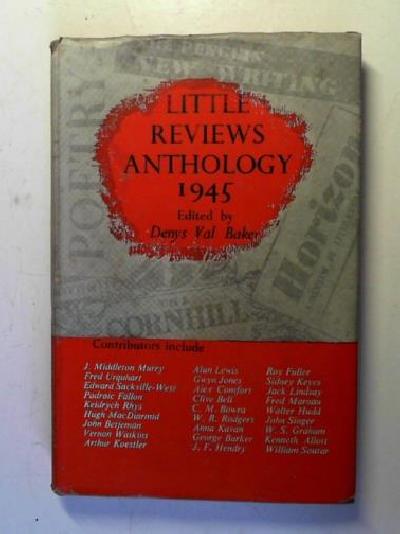 THE PENGUIN
NEW WRITING
POETRY
LITTLE
REVIEWS
ANTHOLOGY
1945
Edited by
Denys Val Baker
Horizon
CORNHILL
Contributors include
J. Middleton Murry
Fred Urquhart
Edward Sackville-West
Padraic Fallon
Keidrych Rhys
Hugh MacDiarmid
John Betjeman
Vernon Watkins
Arthur Koestler
Alun Lewis
Gwyn Jones
Alex Comfort
Clive Bell
C. M. Bowra
W. R. Rodgers
Anna Kavan
George Barker
J. F. Hendry
Roy Fuller
Sidney Keyes
Jack Lindsay
Fred Marnau
Walter Hudd
John Singer
W. S. Graham
Kenneth Allott
William Soutar